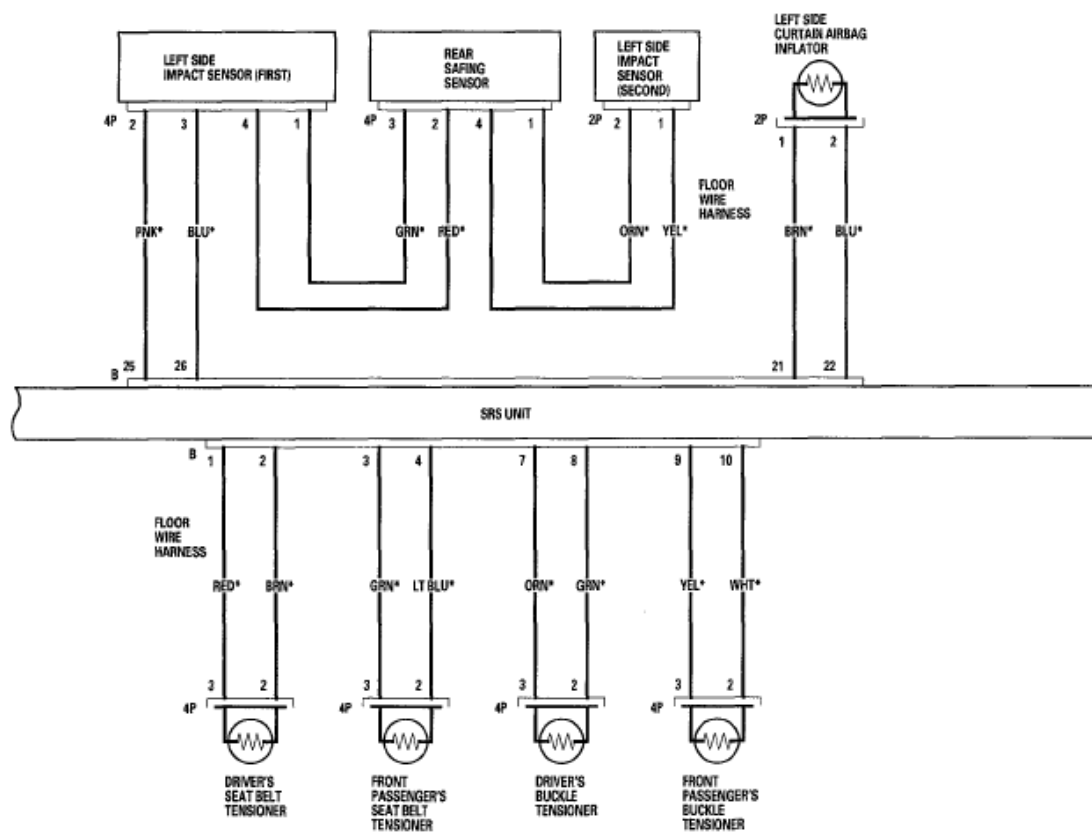 LEFT SIDE
IMPACT SENSOR (FIRST)
REAR
SAFING
SENSOR
LEFT SIDE
IMPACT
SENSOR
(SECOND)
LEFT SIDE
CURTAIN AIRBAG
INFLATOR
4P 2 3 4 1
4P 3 2 4 1
2P 2 1
2P
1 2
FLOOR
WIRE
HARNESS
PNK* BLU* GRN* RED* ORN* YEL* BRN* BLU*
B 25 26 21 22
SRS UNIT
B 1 2 3 4 7 8 9 10
FLOOR
WIRE
HARNESS
RED* BRN* GRN* LT BLU* ORN* GRN* YEL* WHT*
3 2 3 2 3 2 3 2
4P 4P 4P 4P
DRIVER'S
SEAT BELT
TENSIONER
FRONT
PASSENGER'S
SEAT BELT
TENSIONER
DRIVER'S
BUCKLE
TENSIONER
FRONT
PASSENGER'S
BUCKLE
TENSIONER